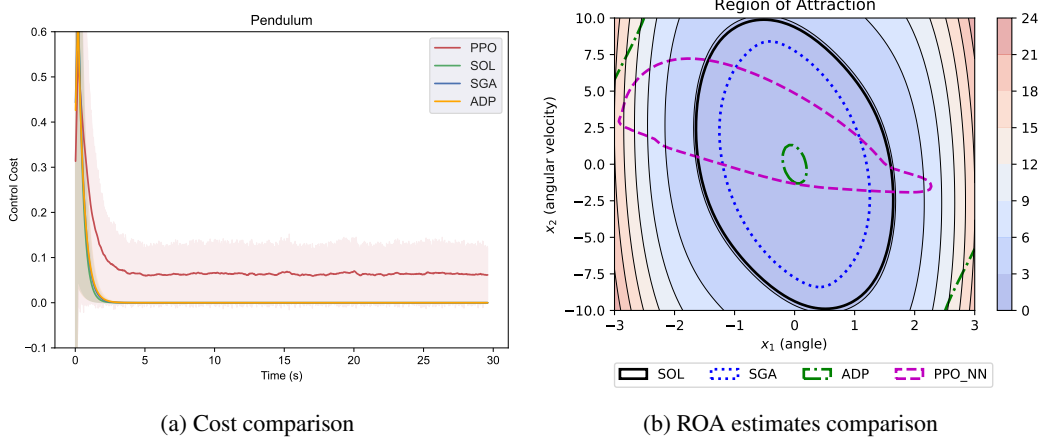 Pendulum
0.6
0.5
0.4
0.3
0.2
0.1
0.0
−0.1
Control Cost
0 5 10 15 20 25 30
Time (s)
PPO
SOL
SGA
ADP
(a) Cost comparison
Region of Attraction
10.0
7.5
5.0
2.5
0.0
−2.5
−5.0
−7.5
−10.0
x2 (angular velocity)
−3 −2 −1 0 1 2 3
x1 (angle)
24
21
18
15
12
9
6
3
0
SOL SGA ADP PPO_NN
(b) ROA estimates comparison